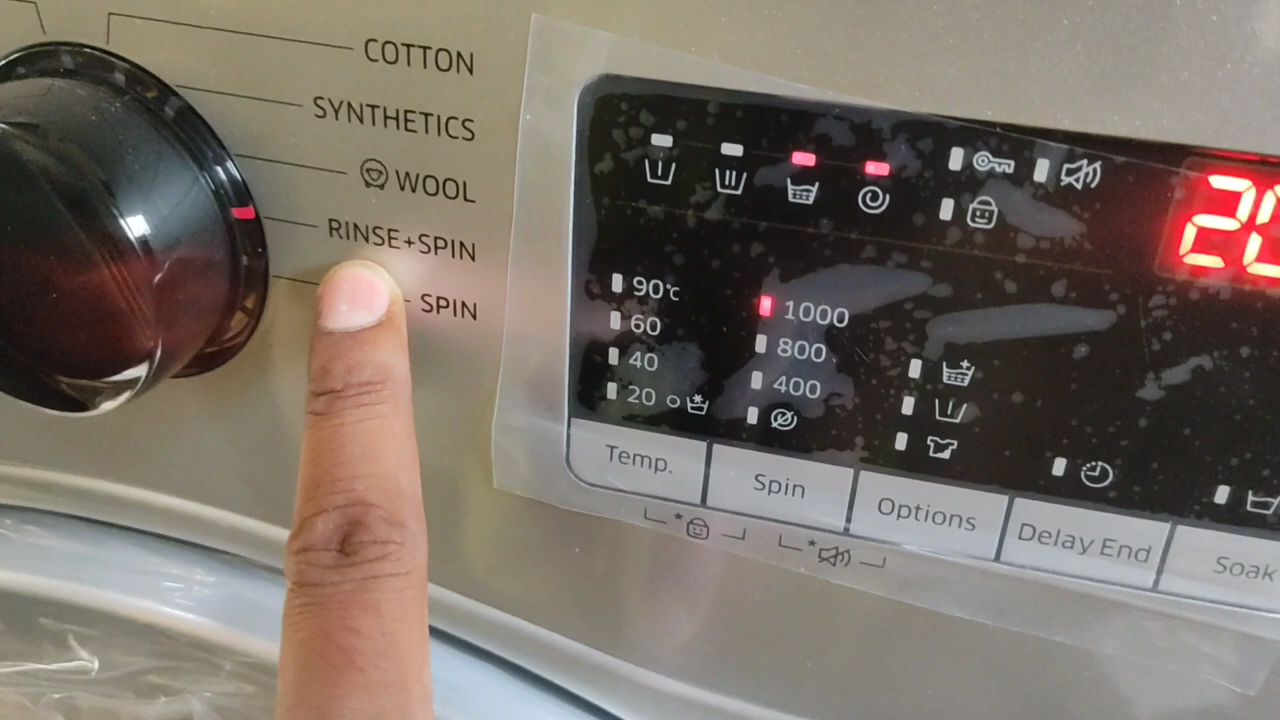 COTTON
SYNTHETICS
WOOL
RINSE+SPIN
SPIN
90℃
60
40
20
1000
800
400
Temp.
Spin
Options
Delay End
Soak